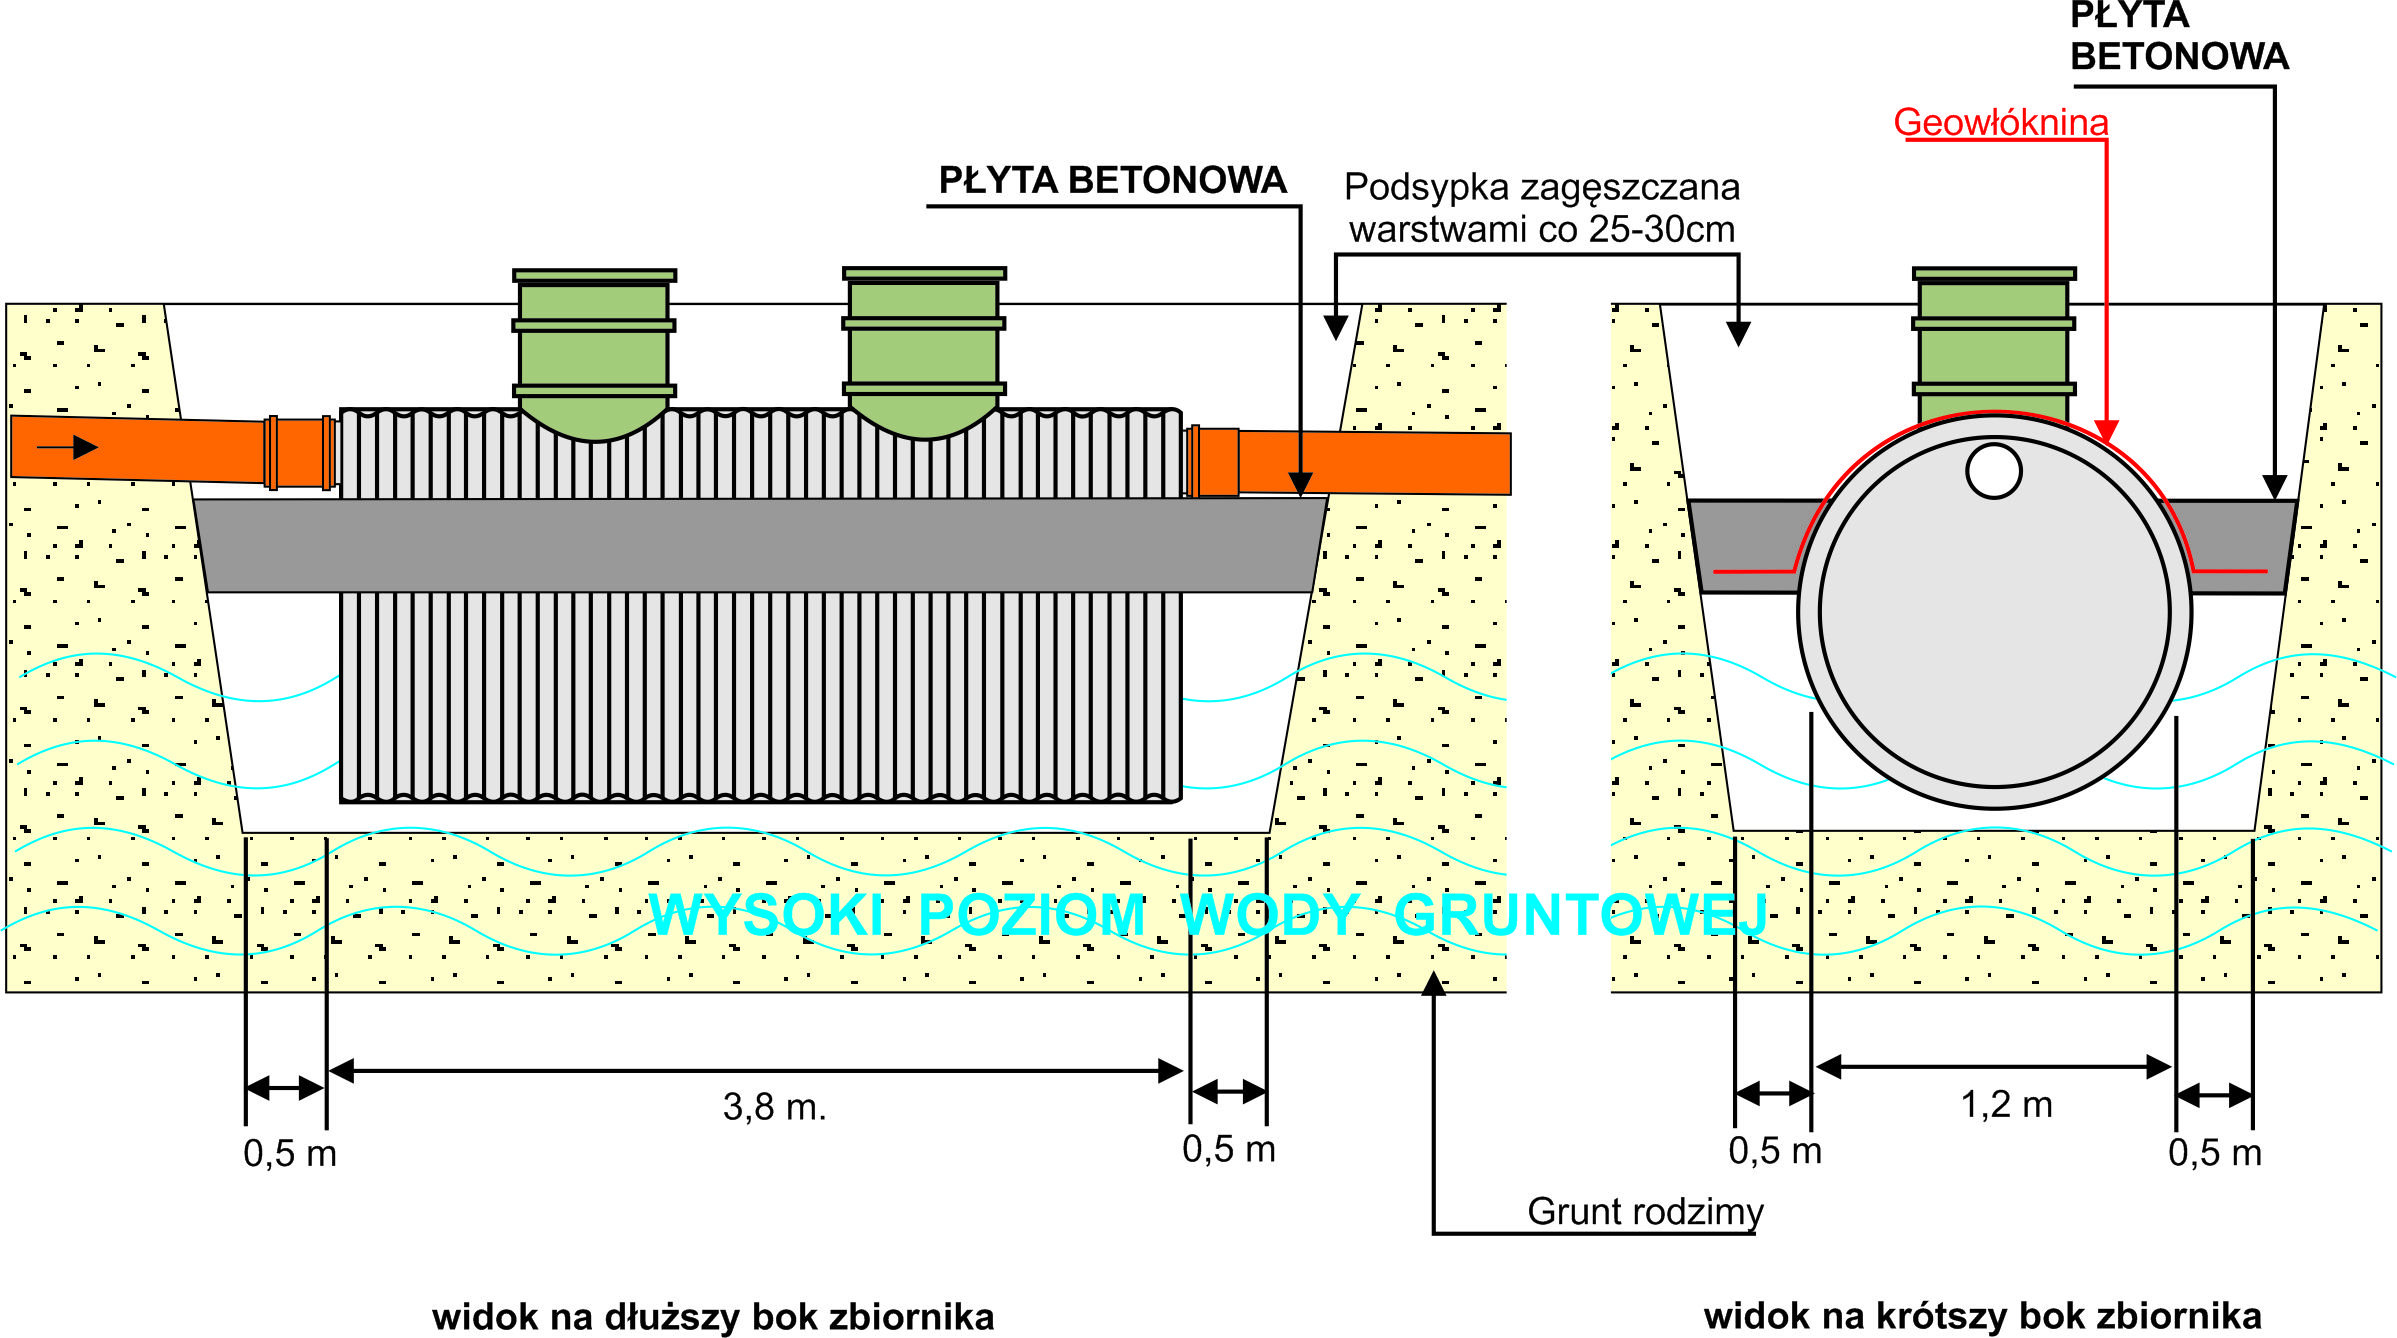 PŁYTA
BETONOWA
Geowłóknina
PŁYTA BETONOWA
Podsypka zagęszczana
warstwami co 25-30cm
WYSOKI POZIOM WODY GRUNTOWEJ
3,8 m.
1,2 m
0,5 m
0,5 m
0,5 m
0,5 m
Grunt rodzimy
widok na dłuższy bok zbiornika
widok na krótszy bok zbiornika